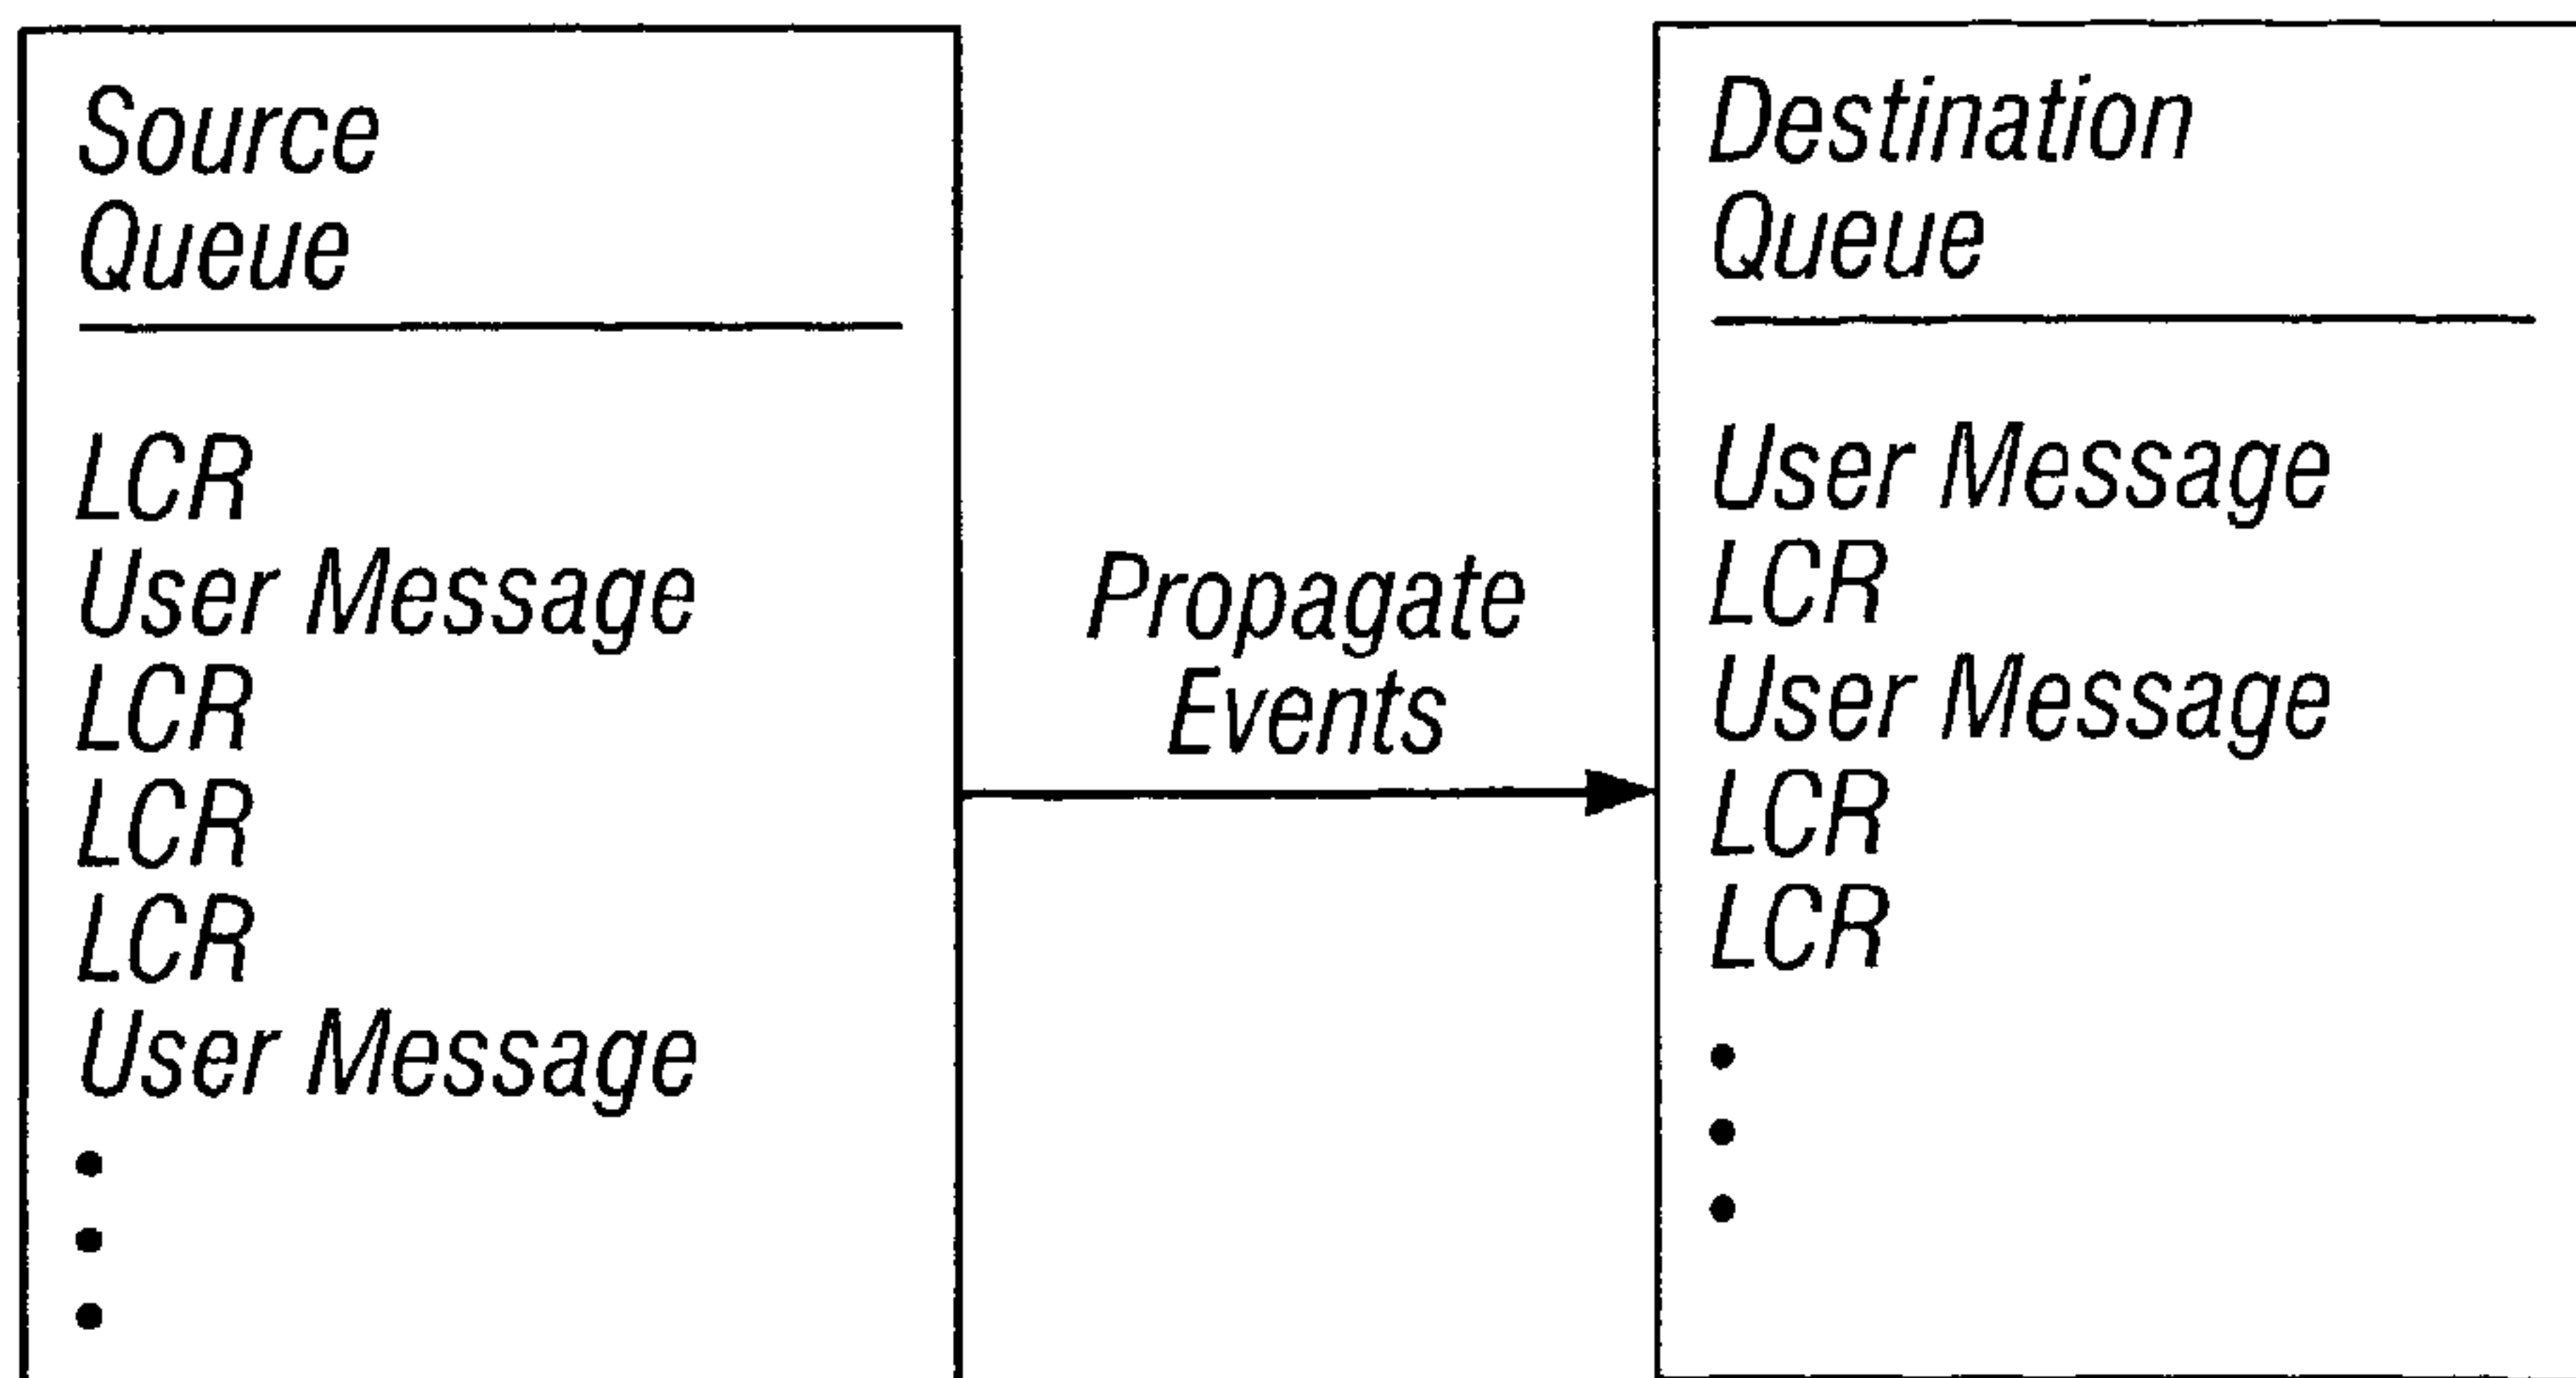 Source
Queue
LCR
User Message
LCR
LCR
LCR
User Message
•
•
•
Propagate
Events
Destination
Queue
User Message
LCR
User Message
LCR
LCR
•
•
•